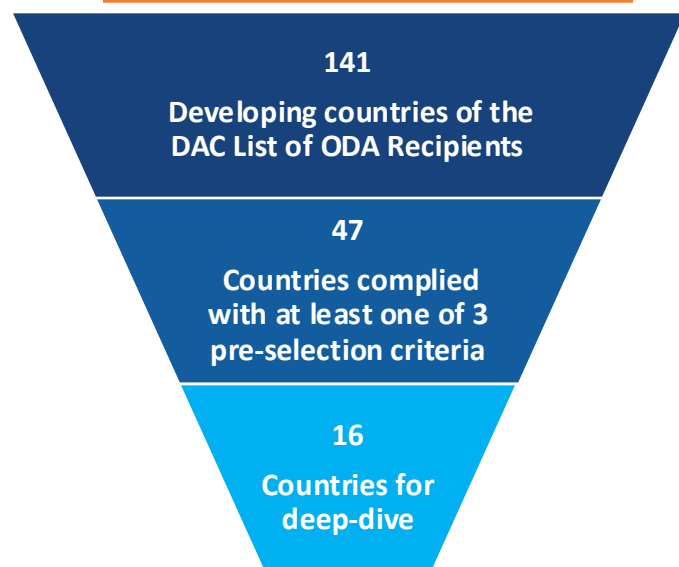 141
Developing countries of the
DAC List of ODA Recipients
47
Countries complied
with at least one of 3
pre-selection criteria
16
Countries for
deep-dive